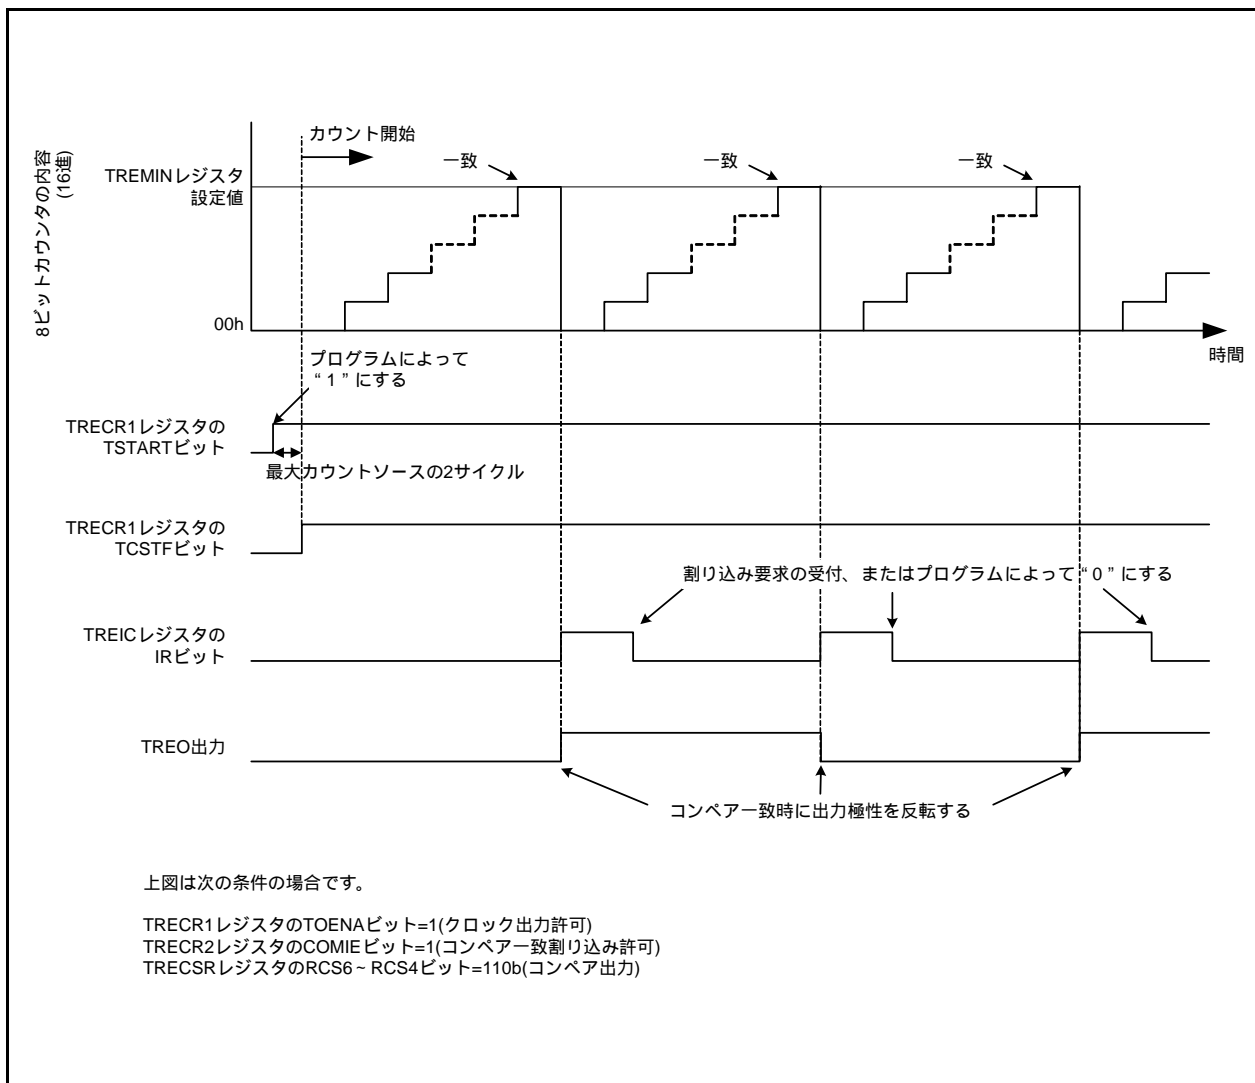 カウント開始
8ビットカウンタの内容
(16進)
TREMINレジスタ
設定値
一致
一致
一致
00h
時間
プログラムによって
“1”にする
TRECR1レジスタの
TSTARTビット
最大カウントソースの2サイクル
TRECR1レジスタの
TCSTFビット
割り込み要求の受付、またはプログラムによって“0”にする
TREICレジスタの
IRビット
TREO出力
コンペア一致時に出力極性を反転する
上図は次の条件の場合です。
TRECR1レジスタのTOENAビット=1(クロック出力許可)
TRECR2レジスタのCOMIEビット=1(コンペア一致割り込み許可)
TRECSRレジスタのRCS6~RCS4ビット=110b(コンペア出力)